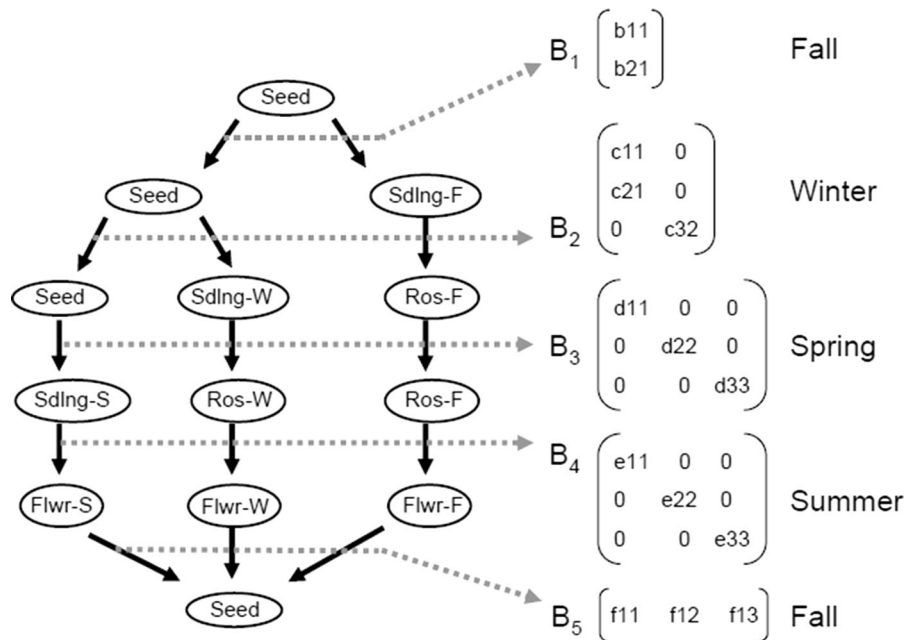 Seed
Seed Sdlng-F
Seed Sdlng-W Ros-F
Sdlng-S Ros-W Ros-F
Flwr-S Flwr-W Flwr-F
Seed
B1 b11 Fall
b21
c11 0
B2 c21 0 Winter
0 c32
d11 0 0
B3 0 d22 0 Spring
0 0 d33
B4 e11 0 0
0 e22 0 Summer
0 0 e33
B5 f11 f12 f13 Fall